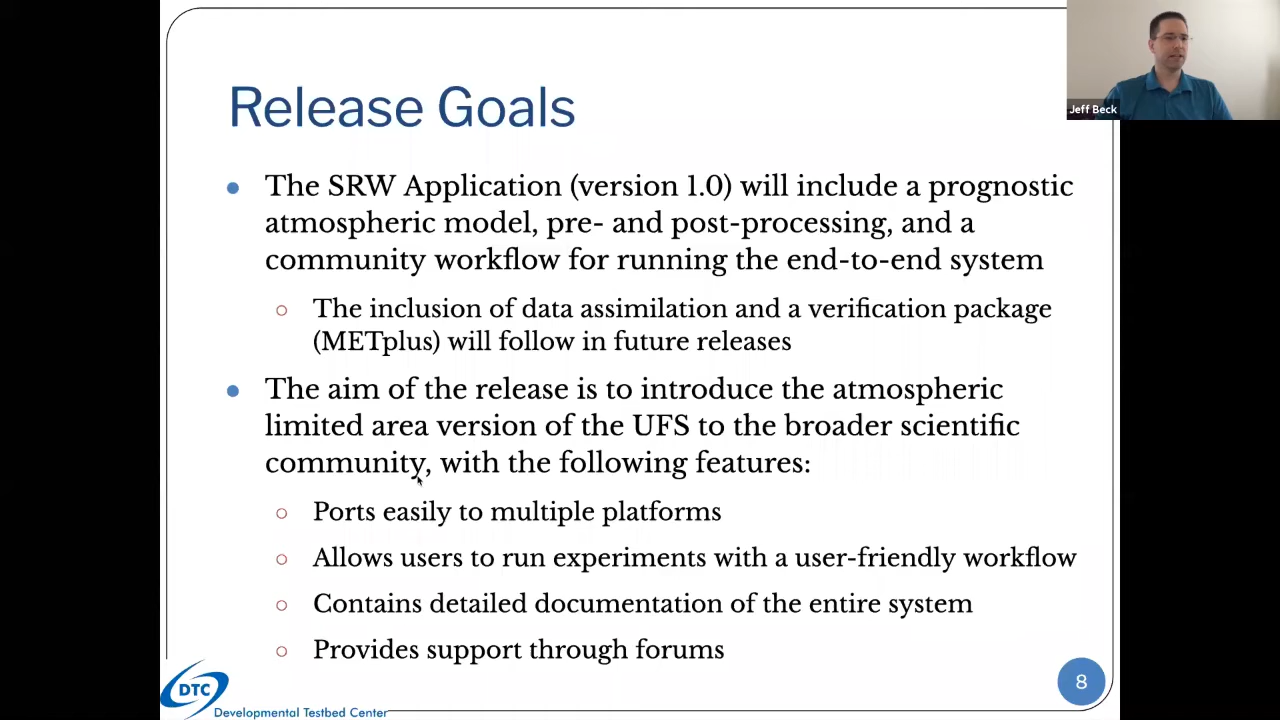 Release Goals
Jeff Beck
The SRW Application (version 1.0) will include a prognostic
atmospheric model, pre- and post-processing, and a
community workflow for running the end-to-end system
The inclusion of data assimilation and a verification package
(METplus) will follow in future releases
The aim of the release is to introduce the atmospheric
limited area version of the UFS to the broader scientific
community, with the following features:
Ports easily to multiple platforms
Allows users to run experiments with a user-friendly workflow
Contains detailed documentation of the entire system
Provides support through forums
DTC
Developmental Testbed Center
8